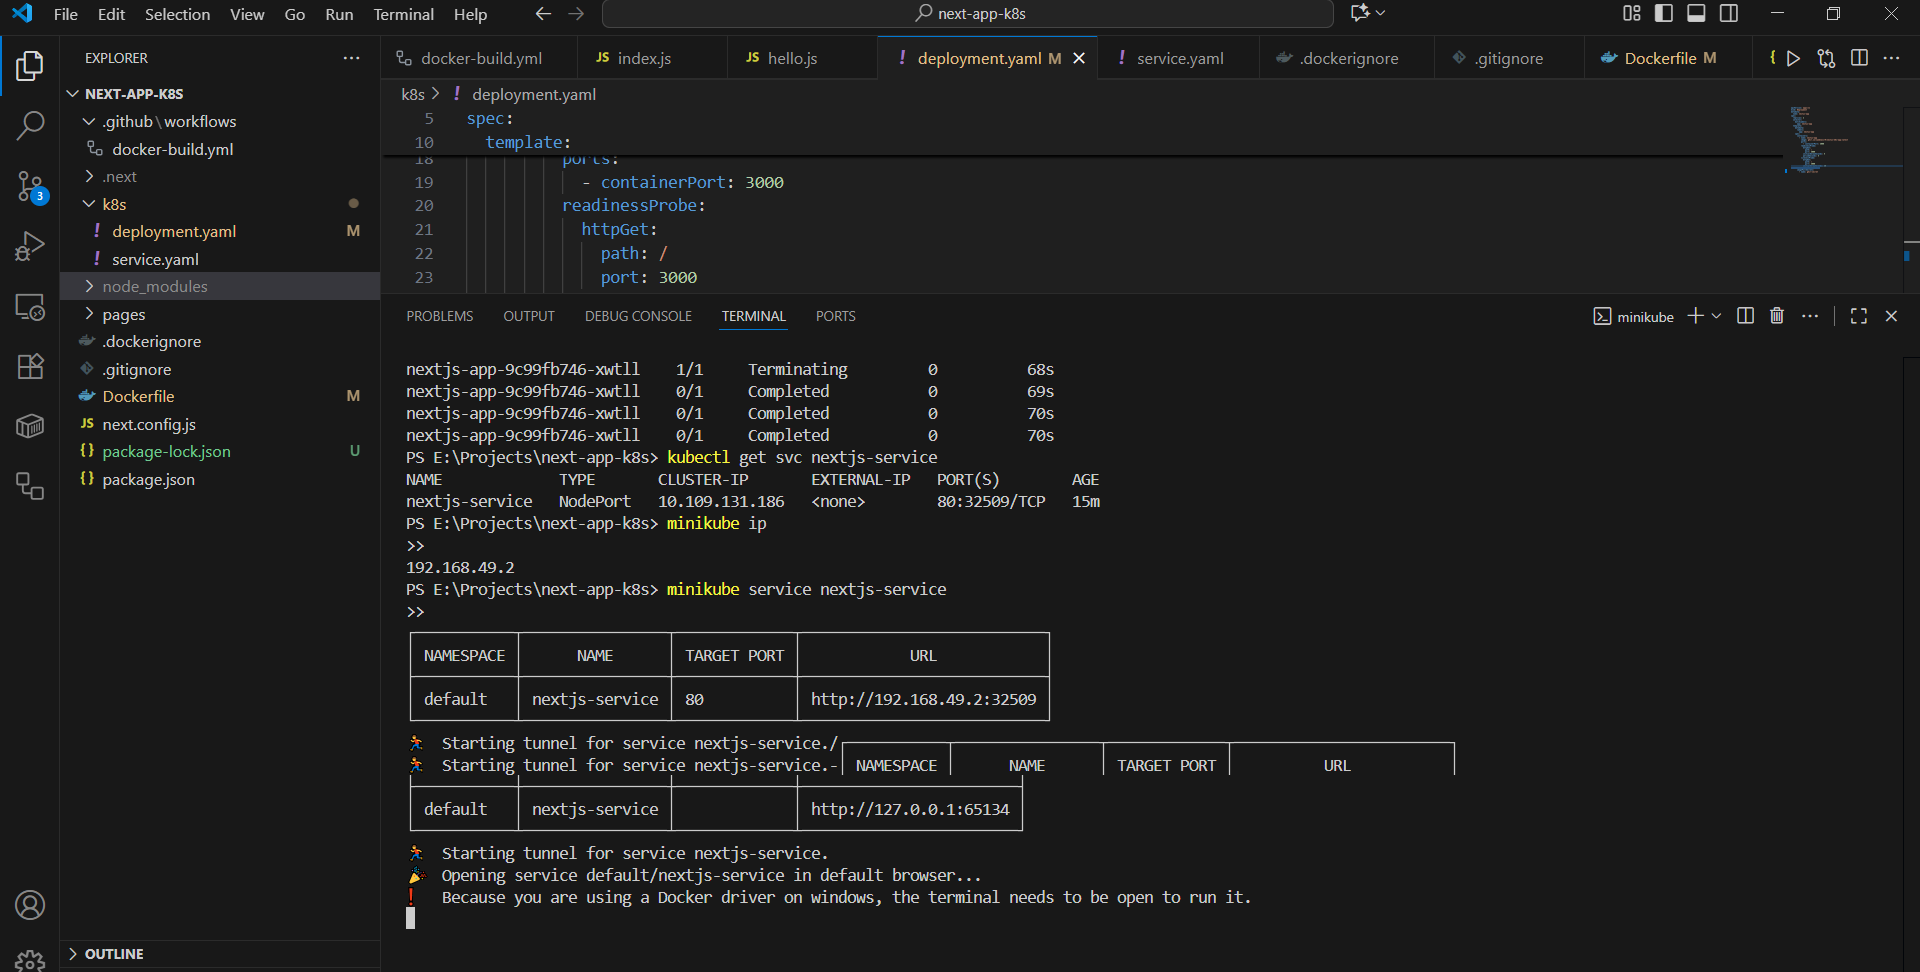 File Edit Selection View Go Run Terminal Help
next-app-k8s
EXPLORER
NEXT-APP-K8S
.github\workflows
docker-build.yml
.next
k8s
deployment.yaml M
service.yaml
node_modules
pages
.dockerignore
.gitignore
Dockerfile M
JS next.config.js
{} package-lock.json U
{} package.json
OUTLINE
3
docker-build.yml
JS index.js
JS hello.js
! deployment.yaml M
! service.yaml
.dockerignore
.gitignore
Dockerfile M
k8s > ! deployment.yaml
5 spec:
10 template:
18 ports:
19 - containerPort: 3000
20 readinessProbe:
21 httpGet:
22 path: /
23 port: 3000
PROBLEMS OUTPUT DEBUG CONSOLE TERMINAL PORTS
minikube
nextjs-app-9c99fb746-xwtll 1/1 Terminating 0 68s
nextjs-app-9c99fb746-xwtll 0/1 Completed 0 69s
nextjs-app-9c99fb746-xwtll 0/1 Completed 0 70s
nextjs-app-9c99fb746-xwtll 0/1 Completed 0 70s
PS E:\Projects\next-app-k8s> kubectl get svc nextjs-service
NAME TYPE CLUSTER-IP EXTERNAL-IP PORT(S) AGE
nextjs-service NodePort 10.109.131.186 <none> 80:32509/TCP 15m
PS E:\Projects\next-app-k8s> minikube ip
>>
192.168.49.2
PS E:\Projects\next-app-k8s> minikube service nextjs-service
>>
NAMESPACE NAME TARGET PORT URL
default nextjs-service 80 http://192.168.49.2:32509
Starting tunnel for service nextjs-service./
Starting tunnel for service nextjs-service.- NAMESPACE NAME TARGET PORT URL
default nextjs-service http://127.0.0.1:65134
Starting tunnel for service nextjs-service.
Opening service default/nextjs-service in default browser...
! Because you are using a Docker driver on windows, the terminal needs to be open to run it.